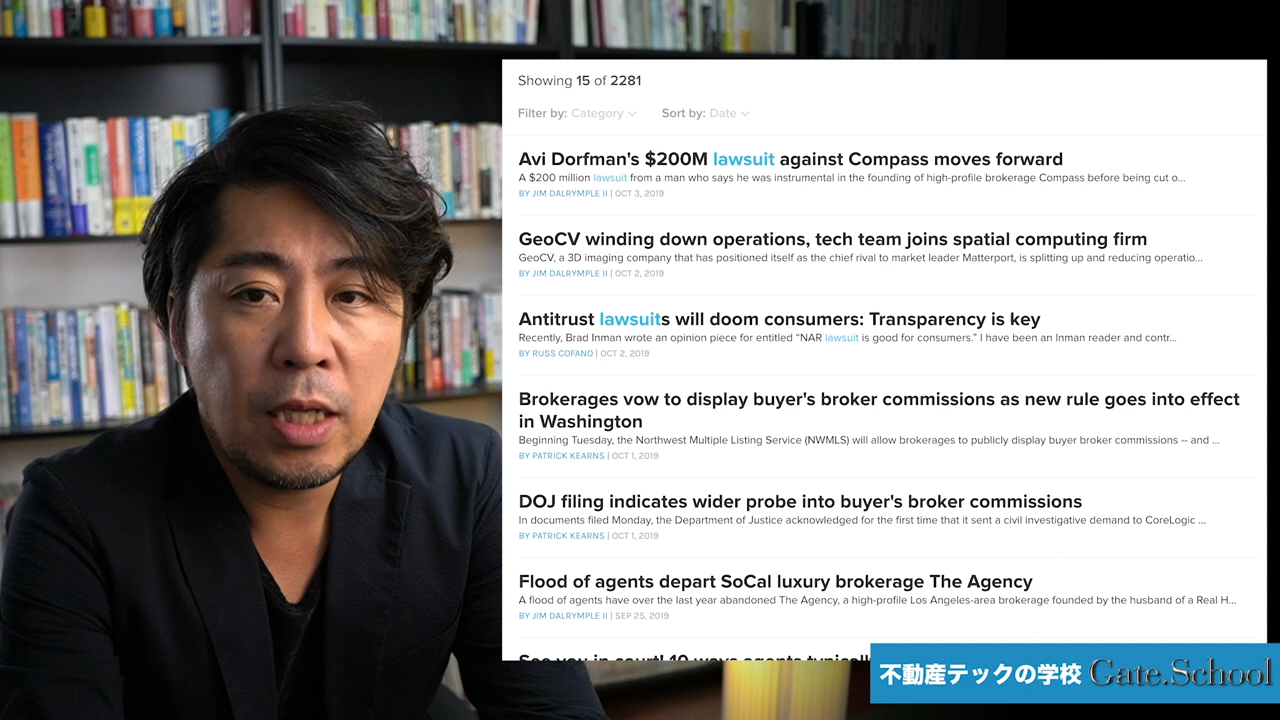 Showing 15 of 2281
Filter by: Category Sort by: Date
Avi Dorfman's $200M lawsuit against Compass moves forward
A $200 million lawsuit from a man who says he was instrumental in the founding of high-profile brokerage Compass before being cut o...
BY JIM DALRYMPLE II | OCT 3, 2019
GeoCV winding down operations, tech team joins spatial computing firm
GeoCV, a 3D imaging company that has positioned itself as the chief rival to market leader Matterport, is splitting up and reducing operatio...
BY JIM DALRYMPLE II | OCT 2, 2019
Antitrust lawsuits will doom consumers: Transparency is key
Recently, Brad Inman wrote an opinion piece for entitled “NAR lawsuit is good for consumers.” I have been an Inman reader and contr...
BY RUSS COFANO | OCT 2, 2019
Brokerages vow to display buyer's broker commissions as new rule goes into effect
in Washington
Beginning Tuesday, the Northwest Multiple Listing Service (NWMLS) will allow brokerages to publicly display buyer broker commissions -- and ...
BY PATRICK KEARNS | OCT 1, 2019
DOJ filing indicates wider probe into buyer's broker commissions
In documents filed Monday, the Department of Justice acknowledged for the first time that it sent a civil investigative demand to CoreLogic ...
BY PATRICK KEARNS | OCT 1, 2019
Flood of agents depart SoCal luxury brokerage The Agency
A flood of agents have over the last year abandoned The Agency, a high-profile Los Angeles-area brokerage founded by the husband of a Real H...
BY JIM DALRYMPLE II | SEP 25, 2019
See you in court! 10 ways agents typicall
不動産テックの学校 Gate.School